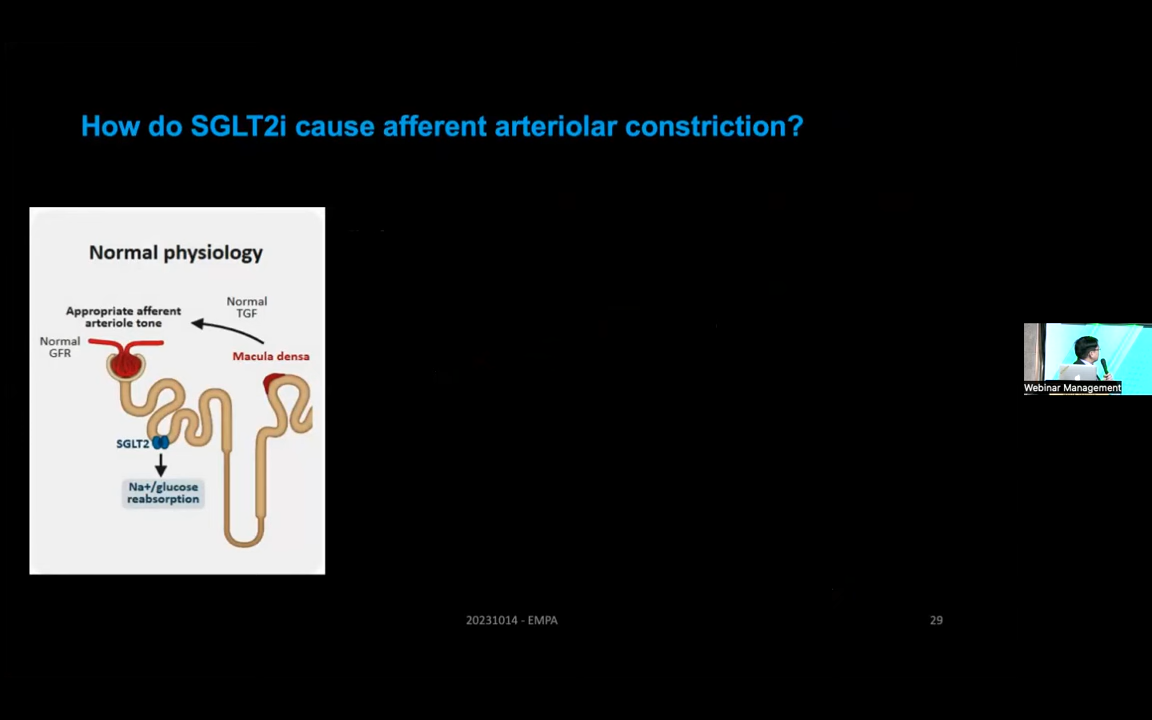 How do SGLT2i cause afferent arteriolar constriction?
Normal physiology
Normal
TGF
Appropriate afferent
arteriole tone
Normal
GFR
Macula densa
SGLT2
Na+/glucose
reabsorption
Webinar Management
20231014 - EMPA
29